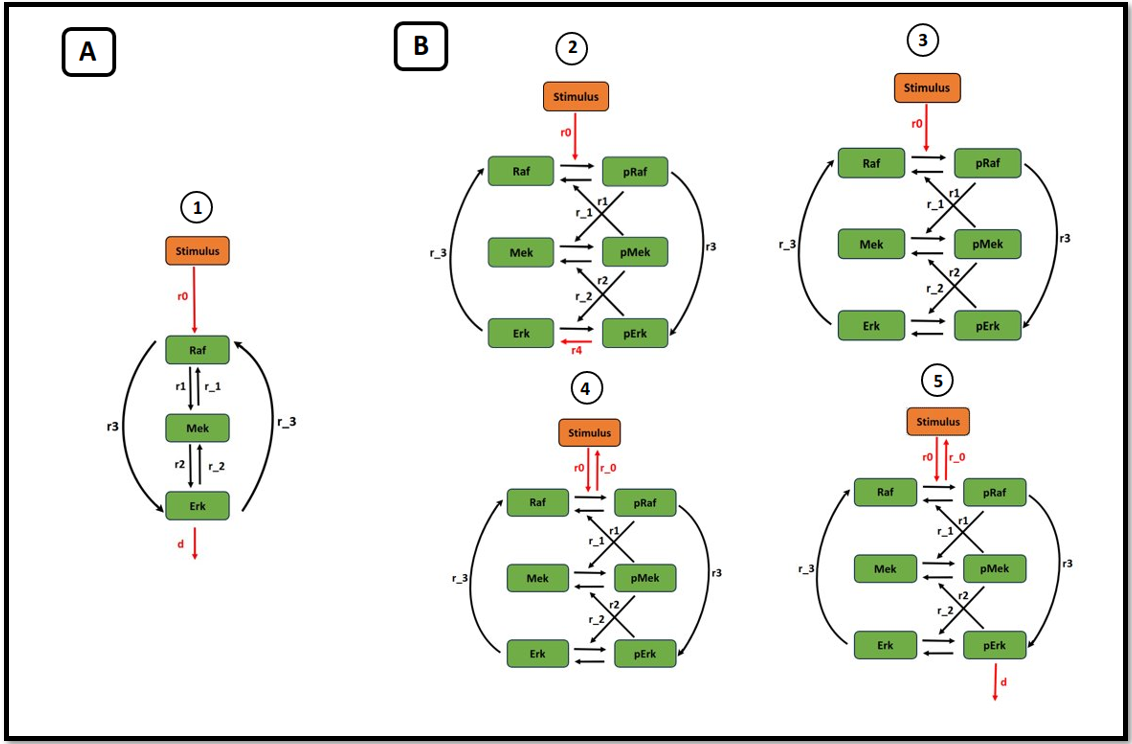 A
B
1
Stimulus
r0
Raf
r1 r_1
Mek
r3 r_3
r2 r_2
Erk
d
2
Stimulus
r0
Raf pRaf
r1
r_1
r_3 Mek pMek r3
r2
r_2
Erk pErk
r4
3
Stimulus
r0
Raf pRaf
r1
r_1
r_3 Mek pMek r3
r2
r_2
Erk pErk
4
Stimulus
r0 r_0
Raf pRaf
r1
r_1
r_3 Mek pMek r3
r2
r_2
Erk pErk
5
Stimulus
r0 r_0
Raf pRaf
r1
r_1
r_3 Mek pMek r3
r2
r_2
Erk pErk
d